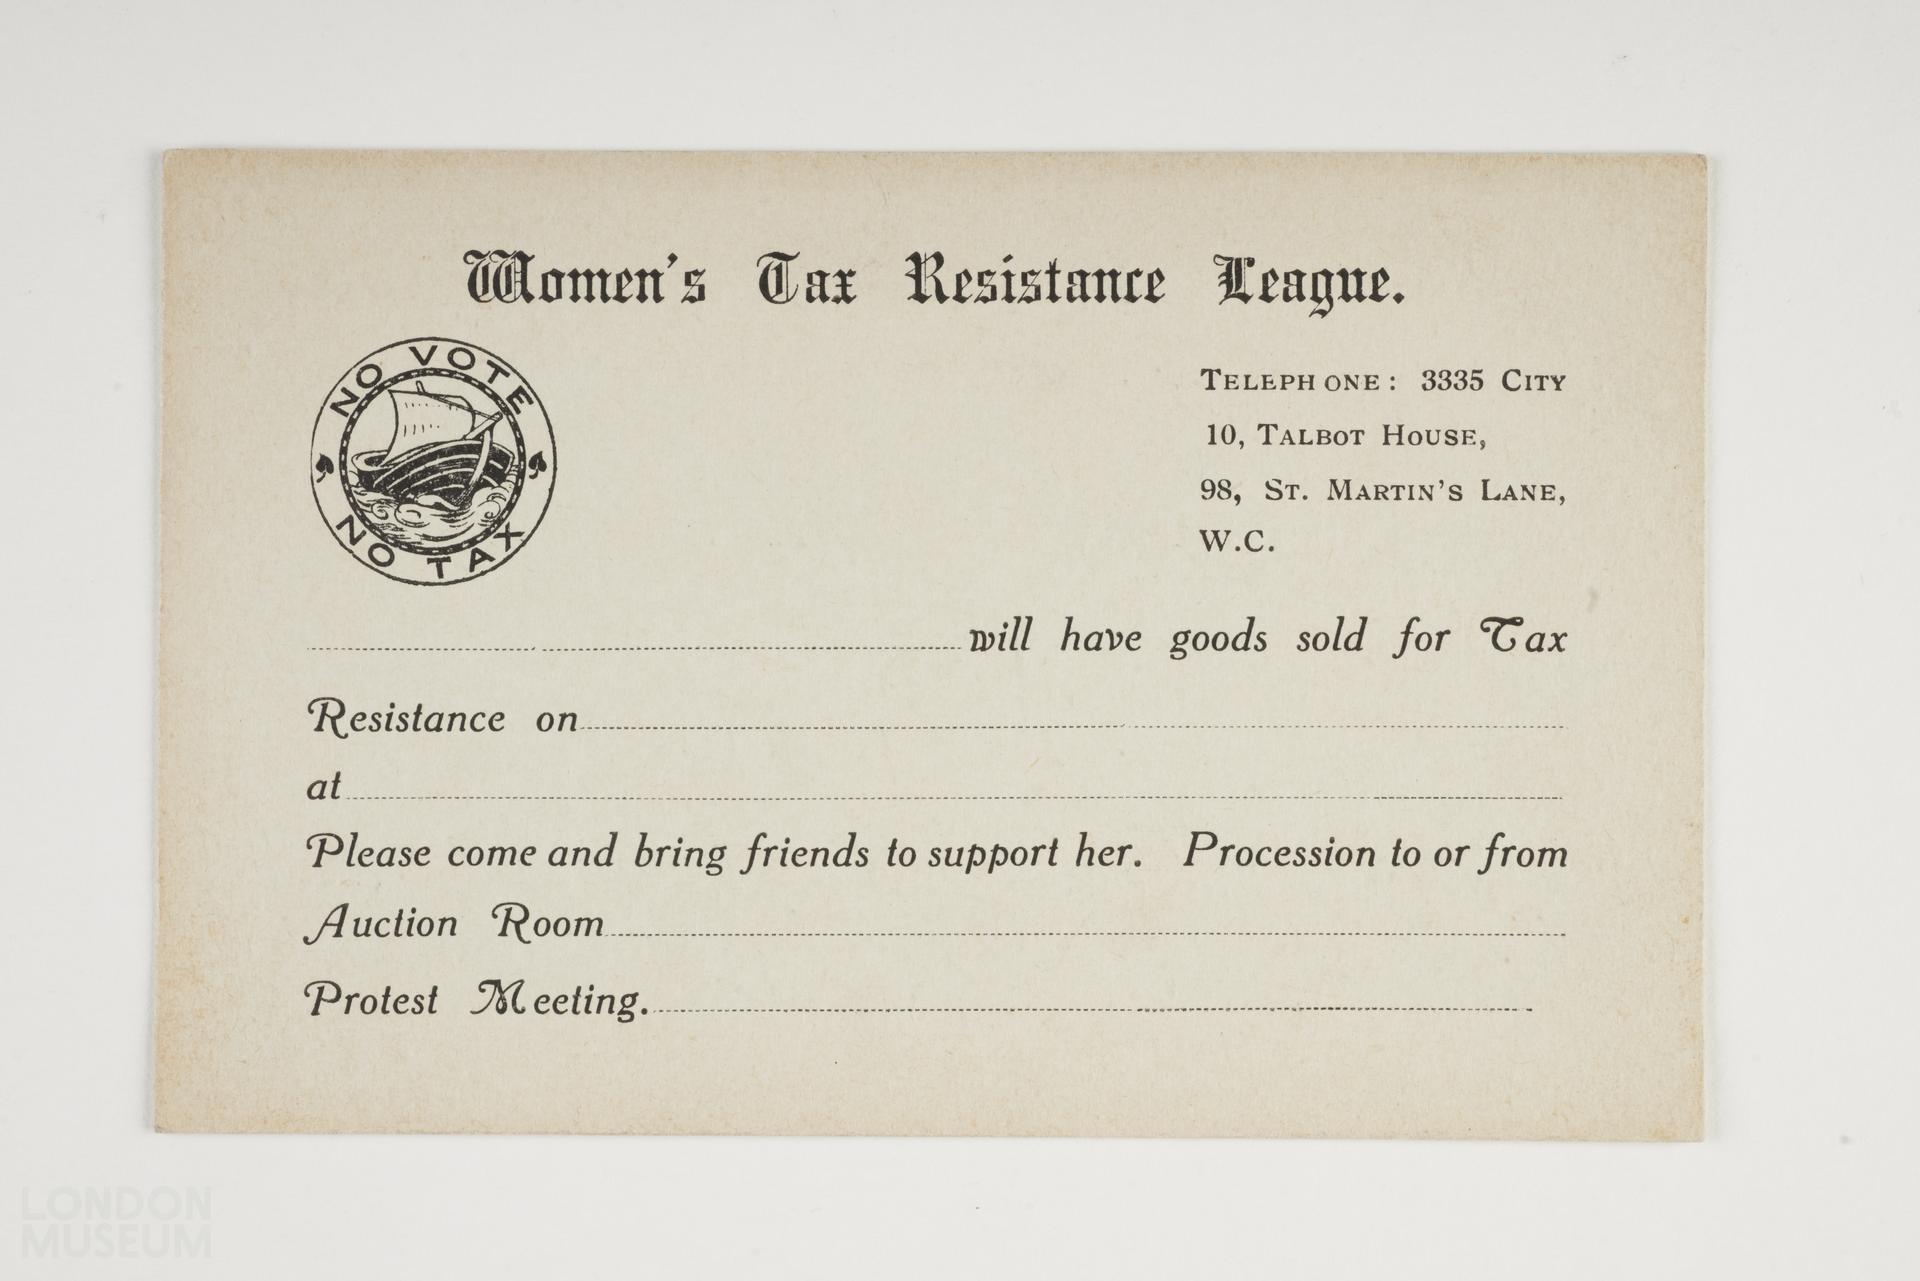 Women's Tax Resistance League.
NO VOTE
NO TAX
TELEPHONE: 3335 CITY
10, TALBOT HOUSE,
98, ST. MARTIN'S LANE,
W.C.
will have goods sold for Tax
Resistance on
at
Please come and bring friends to support her. Procession to or from
Auction Room
Protest Meeting.
LONDON
MUSEUM